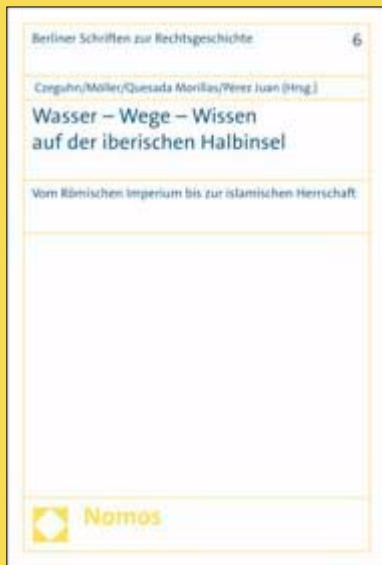 Berliner Schriften zur Rechtsgeschichte 6
Czeguhn/Möller/Quesada Morillas/Pérez Juan (Hrsg.)
Wasser – Wege – Wissen
auf der iberischen Halbinsel
Vom Römischen Imperium bis zur islamischen Herrschaft
Nomos